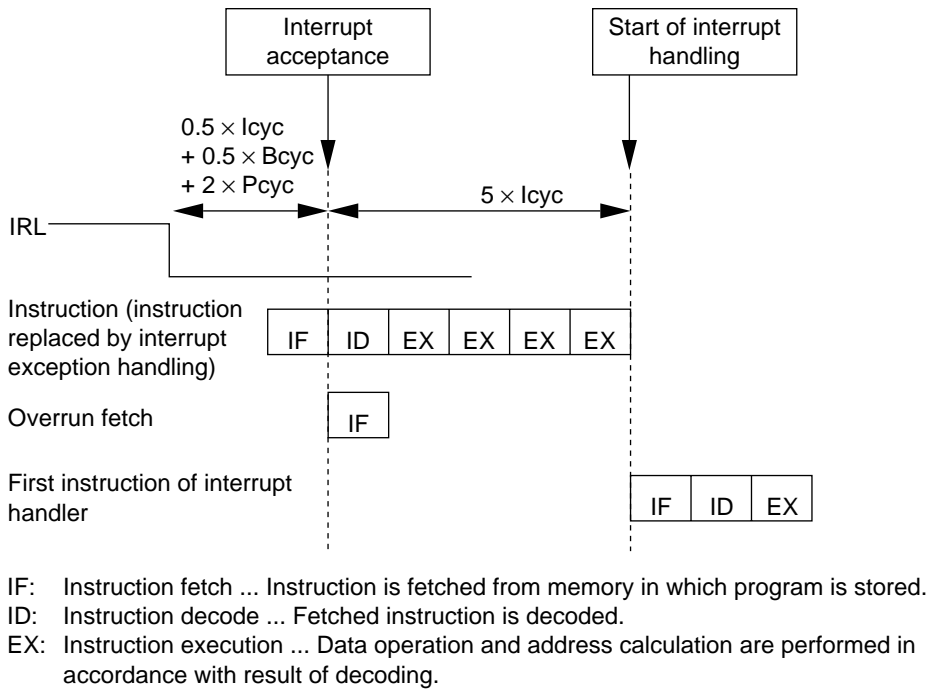 Interrupt
acceptance
Start of interrupt
handling
0.5 × Icyc
+ 0.5 × Bcyc
+ 2 × Pcyc
5 × Icyc
IRL
Instruction (instruction
replaced by interrupt
exception handling)
IF ID EX EX EX EX
Overrun fetch
IF
First instruction of interrupt
handler
IF ID EX
IF: Instruction fetch ... Instruction is fetched from memory in which program is stored.
ID: Instruction decode ... Fetched instruction is decoded.
EX: Instruction execution ... Data operation and address calculation are performed in
accordance with result of decoding.